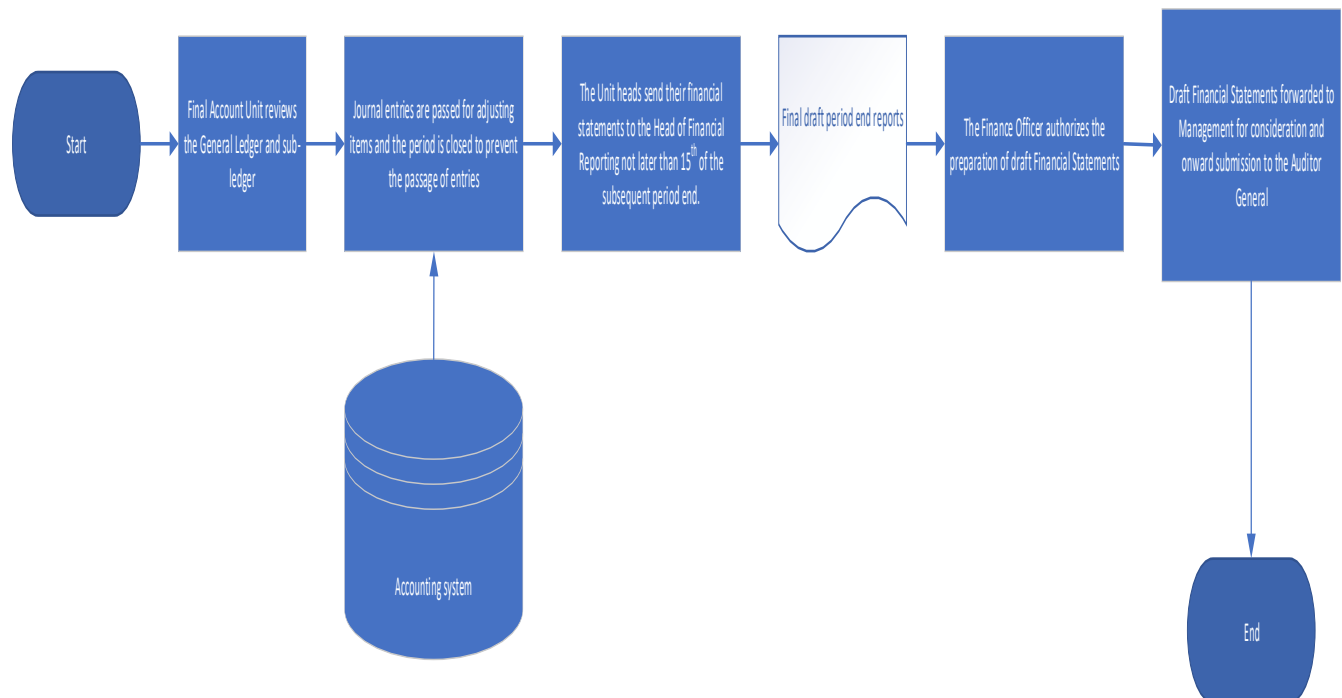 Start
Final Account Unit reviews
the General Ledger and sub-
ledger
Journal entries are passed for adjusting
items and the period is closed to prevent
the passage of entries
The Unit heads send their financial
statements to the Head of Financial
Reporting not later than 15th of the
subsequent period end.
Final draft period end reports
The Finance Officer authorizes the
preparation of draft Financial Statements
Draft Financial Statements forwarded to
Management for consideration and
onward submission to the Auditor
General
Accounting system
End